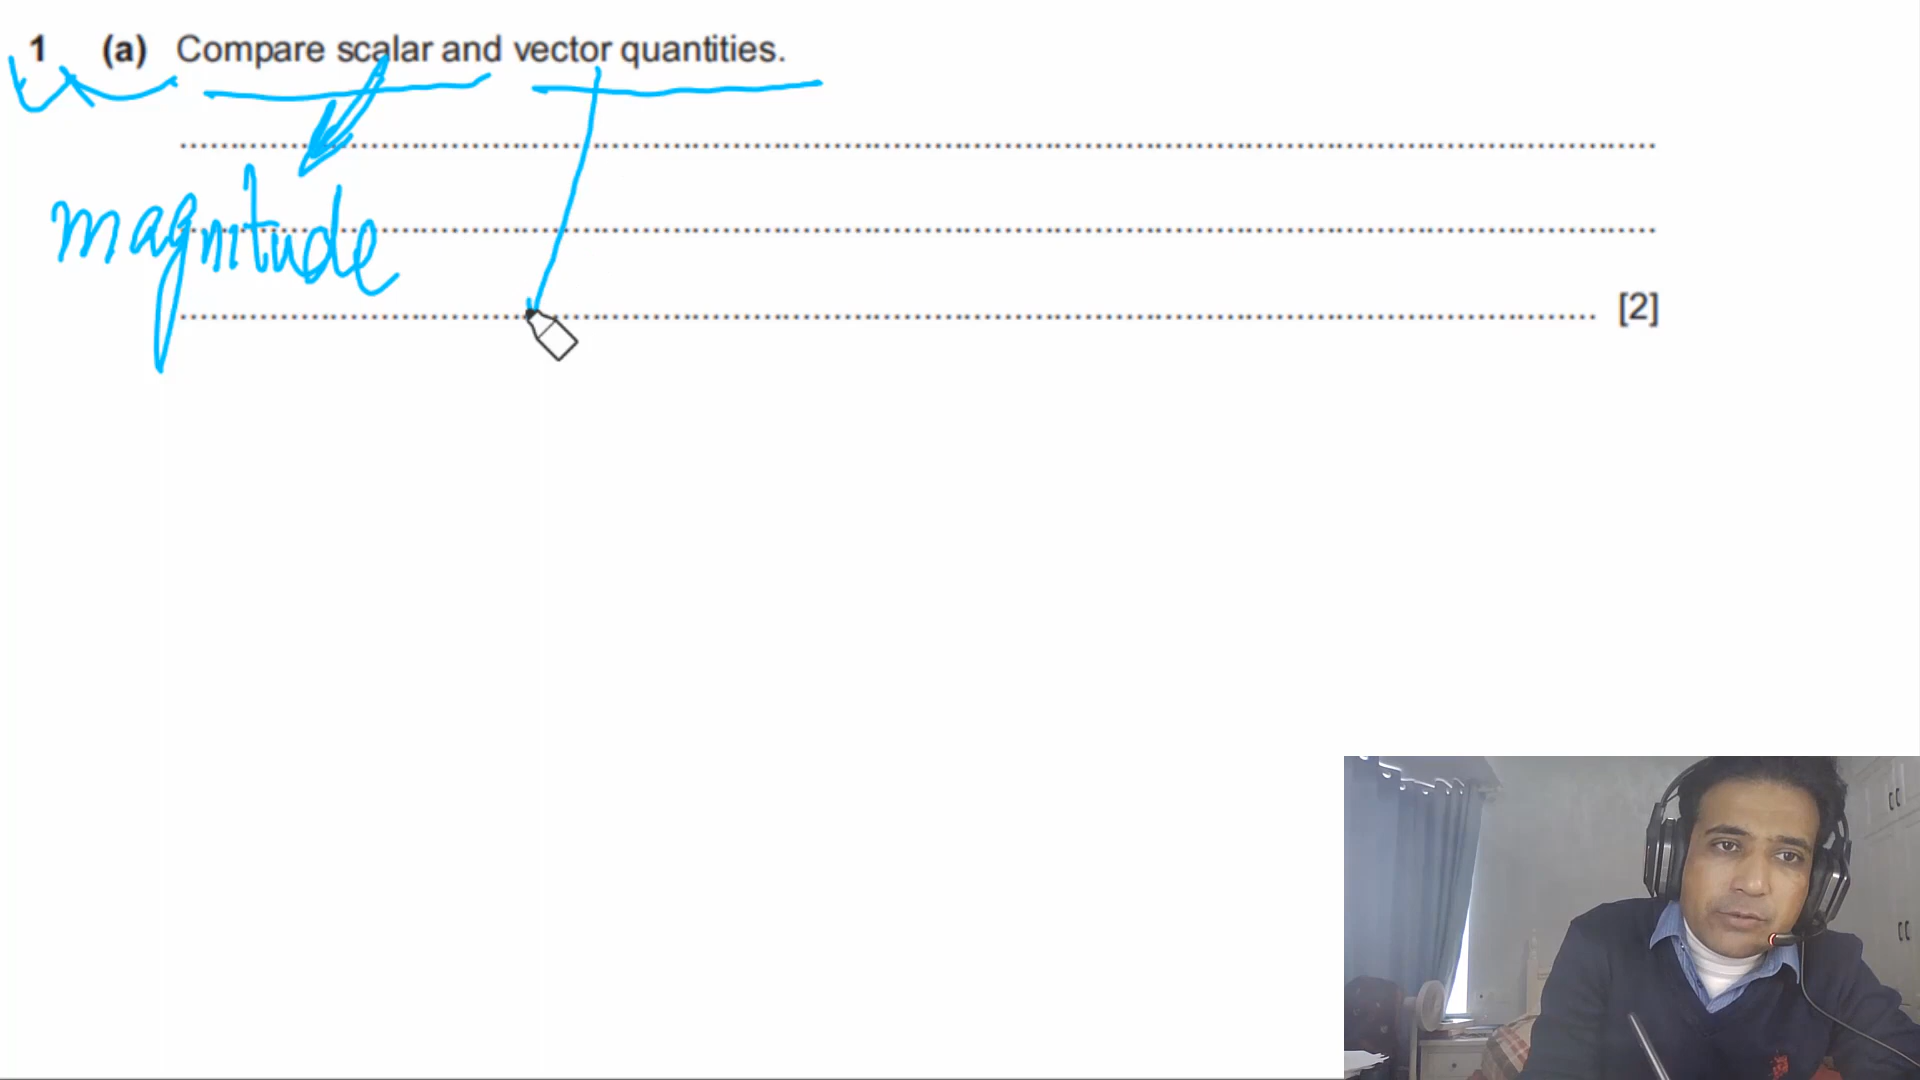 1 (a) Compare scalar and vector quantities.
magnitude
[2]